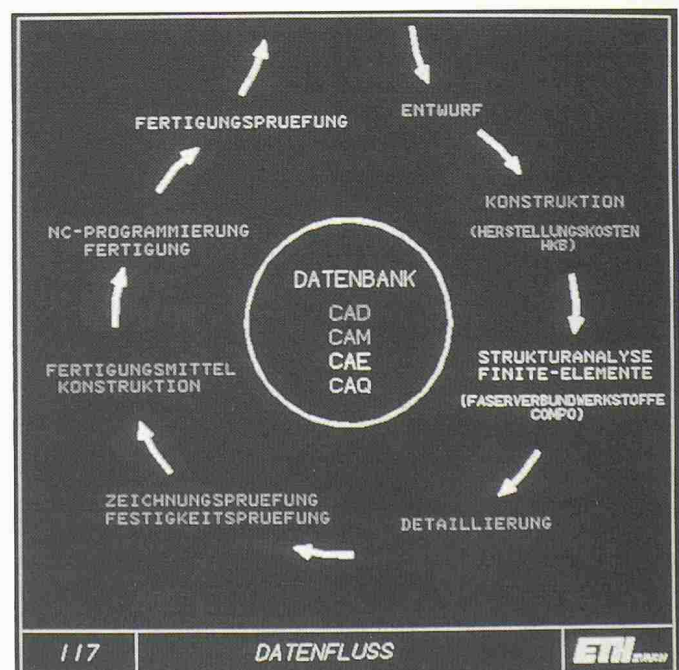 ENTWURF
KONSTRUKTION
(HERSTELLUNGSKOSTEN
HKB)
STRUKTURANALYSE
FINITE-ELEMENTE
(FASERVERBUNDWERKSTOFFE
COMPO)
DETAILLIERUNG
ZEICHNUNGSPRUEFUNG
FESTIGKEITSPRUEFUNG
FERTIGUNGSMITTEL
KONSTRUKTION
NC-PROGRAMMIERUNG
FERTIGUNG
FERTIGUNGSPRUEFUNG
DATENBANK
CAD
CAM
CAE
CAQ
117
DATENFLUSS
ETH ZÜRICH